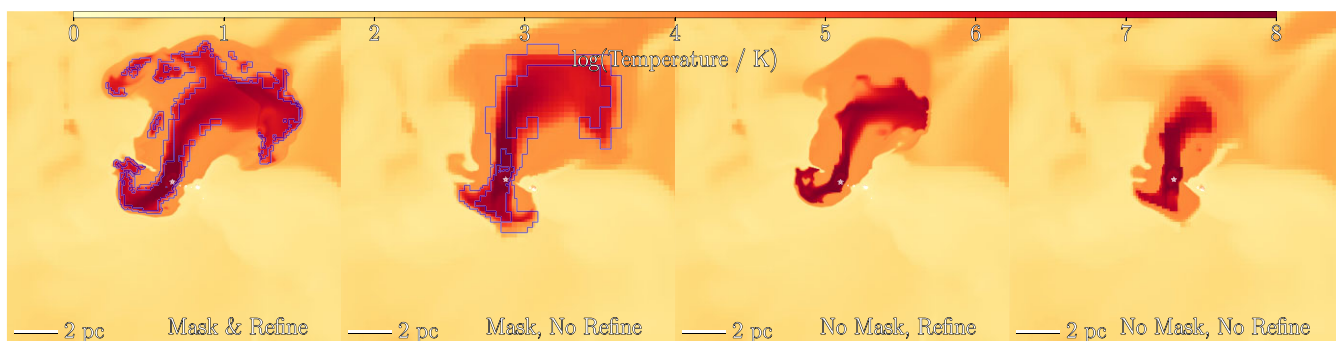 0 1 2 3 4 5 6 7 8
log(Temperature / K)
2 pc Mask & Refine
2 pc Mask, No Refine
2 pc No Mask, Refine
2 pc No Mask, No Refine